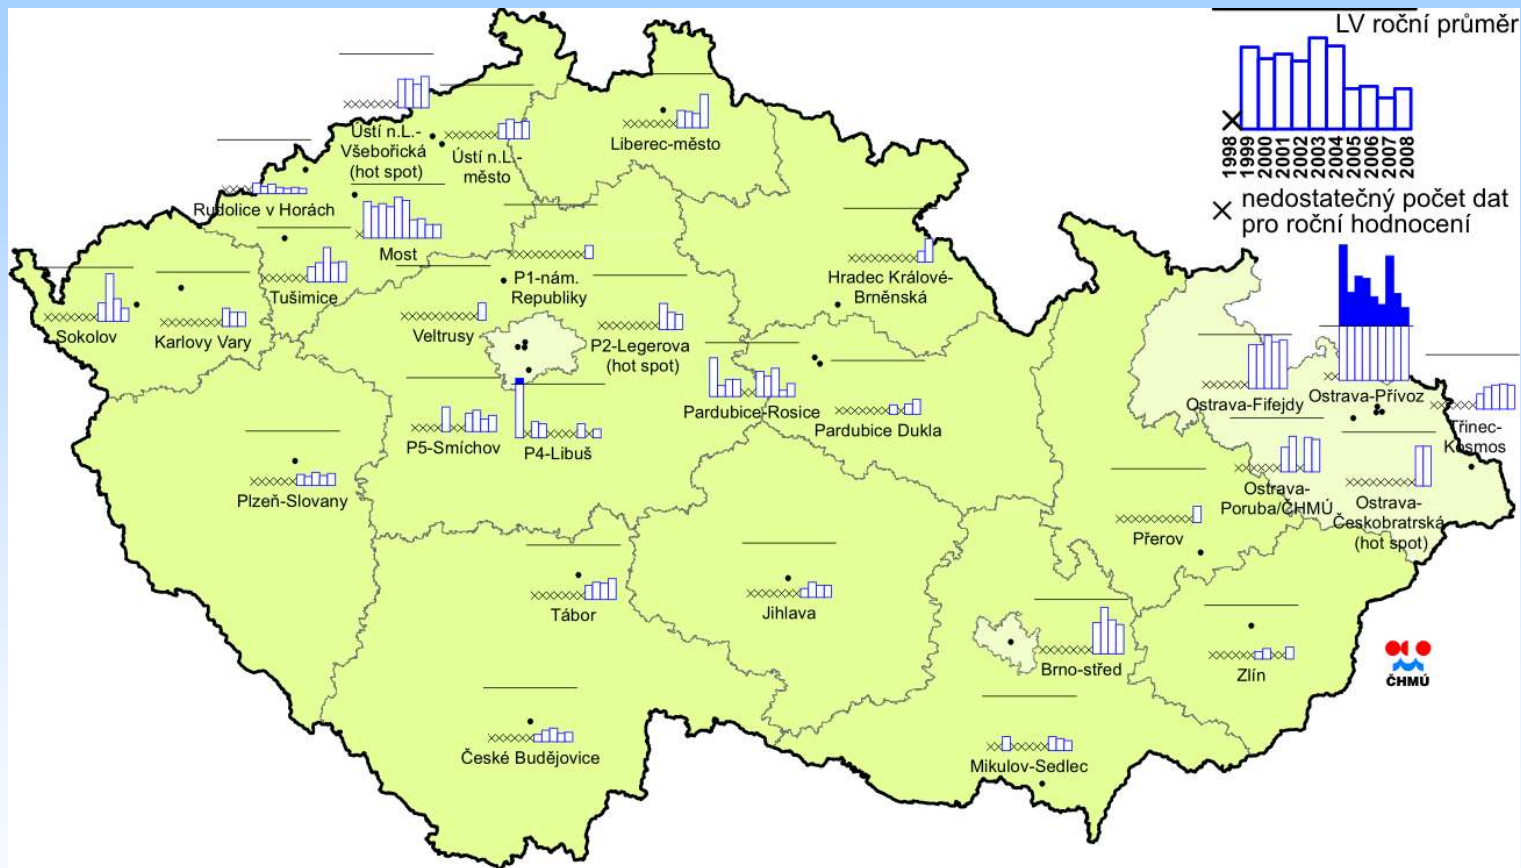 LV roční průměr
1998
1999
2000
2001
2002
2003
2004
2005
2006
2007
2008
nedostatečný počet dat
pro roční hodnocení
Ústí n.L.-
Všebořická
(hot spot)
Ústí n.L.-
město
Liberec-město
Rudolice v Horách
Most
Tušimice
P1-nám.
Republiky
Hradec Králové-
Brněnská
Sokolov
Karlovy Vary
Veltrusy
P2-Legerova
(hot spot)
Pardubice-Rosice
Pardubice Dukla
Ostrava-Fifejdy
Ostrava-Přívoz
Třinec-
Kosmos
P5-Smíchov
P4-Libuš
Plzeň-Slovany
Ostrava-
Poruba/ČHMÚ
Ostrava-
Českobratrská
(hot spot)
Přerov
Tábor
Jihlava
Brno-střed
Zlín
ČHMÚ
České Budějovice
Mikulov-Sedlec